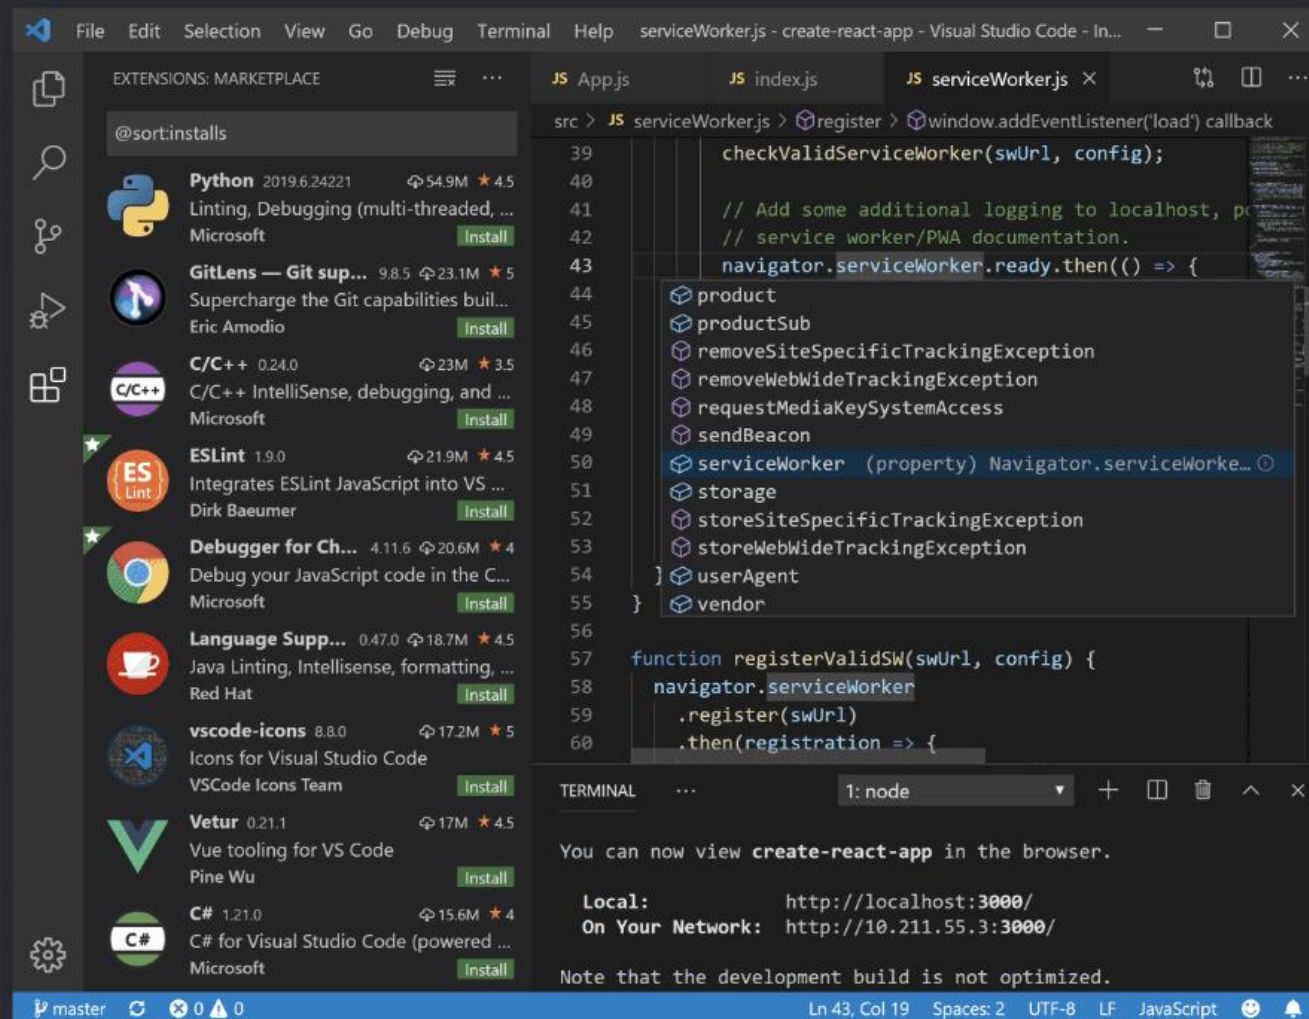 File Edit Selection View Go Debug Terminal Help serviceWorker.js - create-react-app - Visual Studio Code - In...
EXTENSIONS: MARKETPLACE
@sort:installs
Python 2019.6.24221 54.9M ★ 4.5
Linting, Debugging (multi-threaded, ...
Microsoft Install
GitLens — Git sup... 9.8.5 23.1M ★ 5
Supercharge the Git capabilities buil...
Eric Amodio Install
C/C++
C/C++ 0.24.0 23M ★ 3.5
C/C++ IntelliSense, debugging, and ...
Microsoft Install
ES Lint
ESLint 1.9.0 21.9M ★ 4.5
Integrates ESLint JavaScript into VS ...
Dirk Baeumer Install
Debugger for Ch... 4.11.6 20.6M ★ 4
Debug your JavaScript code in the C...
Microsoft Install
Language Supp... 0.47.0 18.7M ★ 4.5
Java Linting, Intellisense, formatting, ...
Red Hat Install
vscode-icons 8.8.0 17.2M ★ 5
Icons for Visual Studio Code
VSCode Icons Team Install
Vetur 0.21.1 17M ★ 4.5
Vue tooling for VS Code
Pine Wu Install
C#
C# 1.21.0 15.6M ★ 4
C# for Visual Studio Code (powered ...
Microsoft Install
JS App.js JS index.js JS serviceWorker.js
src > JS serviceWorker.js > register > window.addEventListener('load') callback
39 checkValidServiceWorker(swUrl, config);
40
41 // Add some additional logging to localhost, po
42 // service worker/PWA documentation.
43 navigator.serviceWorker.ready.then(() => {
44 product
45 productSub
46 removeSiteSpecificTrackingException
47 removeWebWideTrackingException
48 requestMediaKeySystemAccess
49 sendBeacon
50 serviceWorker (property) Navigator.serviceWorke...
51 storage
52 storeSiteSpecificTrackingException
53 storeWebWideTrackingException
54 } userAgent
55 } vendor
56
57 function registerValidSW(swUrl, config) {
58 navigator.serviceWorker
59 .register(swUrl)
60 .then(registration => {
TERMINAL ... 1: node
You can now view create-react-app in the browser.
Local: http://localhost:3000/
On Your Network: http://10.211.55.3:3000/
Note that the development build is not optimized.
master 0 0 Ln 43, Col 19 Spaces: 2 UTF-8 LF JavaScript